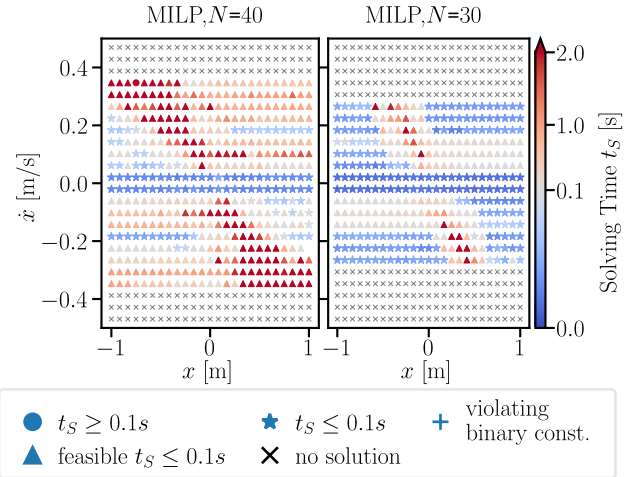 MILP,N=40
MILP,N=30
0.4
0.2
0.0
−0.2
−0.4
ẋ [m/s]
−1
0
1
x [m]
−1
0
1
x [m]
2.0
1.0
0.1
0.0
Solving Time t_S [s]
t_S ≥ 0.1s
t_S ≤ 0.1s
violating
binary const.
feasible t_S ≤ 0.1s
no solution